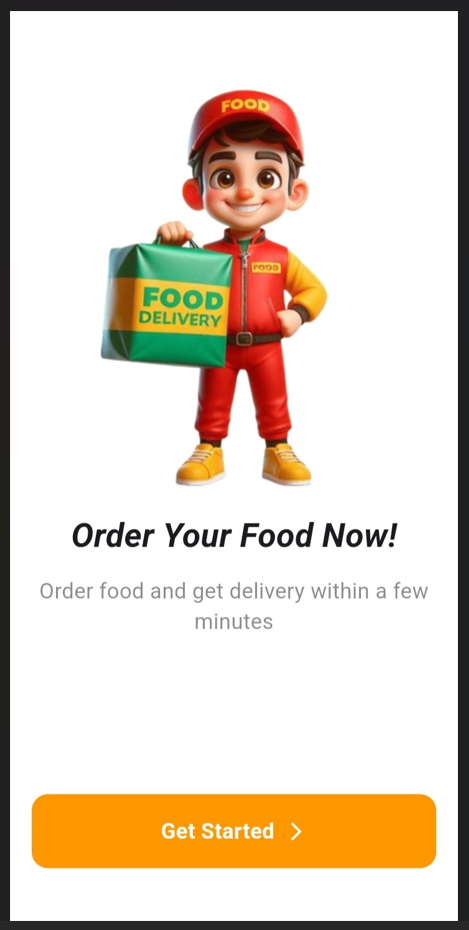 FOOD
FOOD
FOOD
DELIVERY
Order Your Food Now!
Order food and get delivery within a few
minutes
Get Started